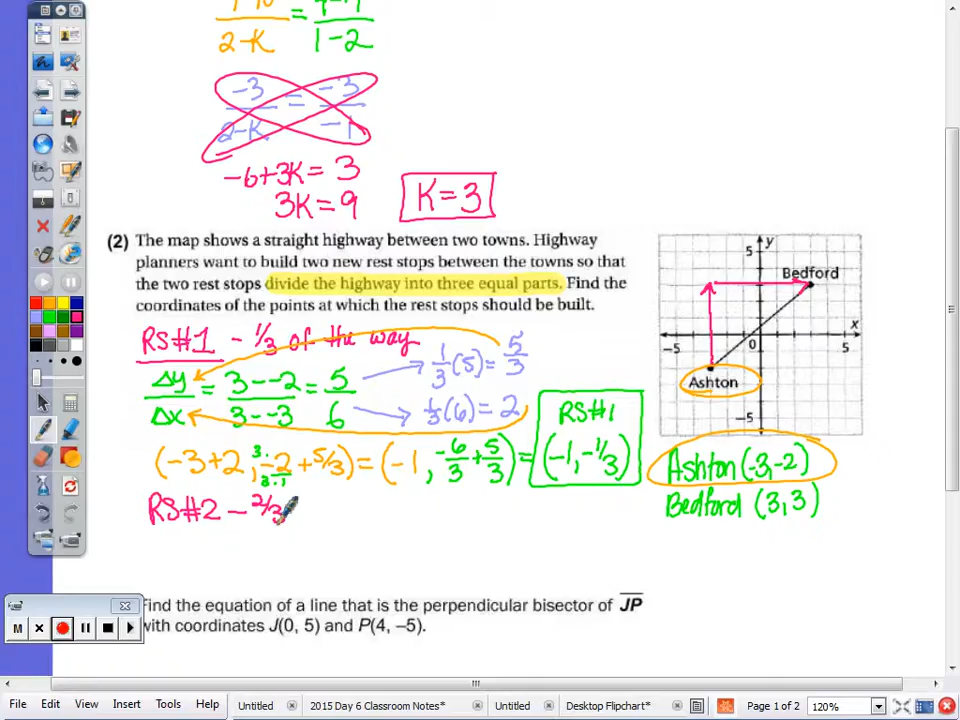 2-K = 1-2
-3 = -3
2-K -1
-6+3K = 3
3K = 9
K = 3
(2) The map shows a straight highway between two towns. Highway
planners want to build two new rest stops between the towns so that
the two rest stops divide the highway into three equal parts. Find the
coordinates of the points at which the rest stops should be built.
5 y
Bedford
x
-5 0 5
Ashton
-5
RS#1 - 1/3 of the way
Δy/Δx = 3--2/3--3 = 5/6
1/3(5) = 5/3
1/3(6) = 2
(-3+2, 3·-2/3·1 + 5/3) = (-1, -6/3 + 5/3) =
RS#1
(-1, -1/3)
Ashton (-3,-2)
Bedford (3,3)
RS#2 - 2/3
Find the equation of a line that is the perpendicular bisector of JP
with coordinates J(0, 5) and P(4, –5).
M
File Edit View Insert Tools Help Untitled 2015 Day 6 Classroom Notes* Untitled Desktop Flipchart* Page 1 of 2 120%